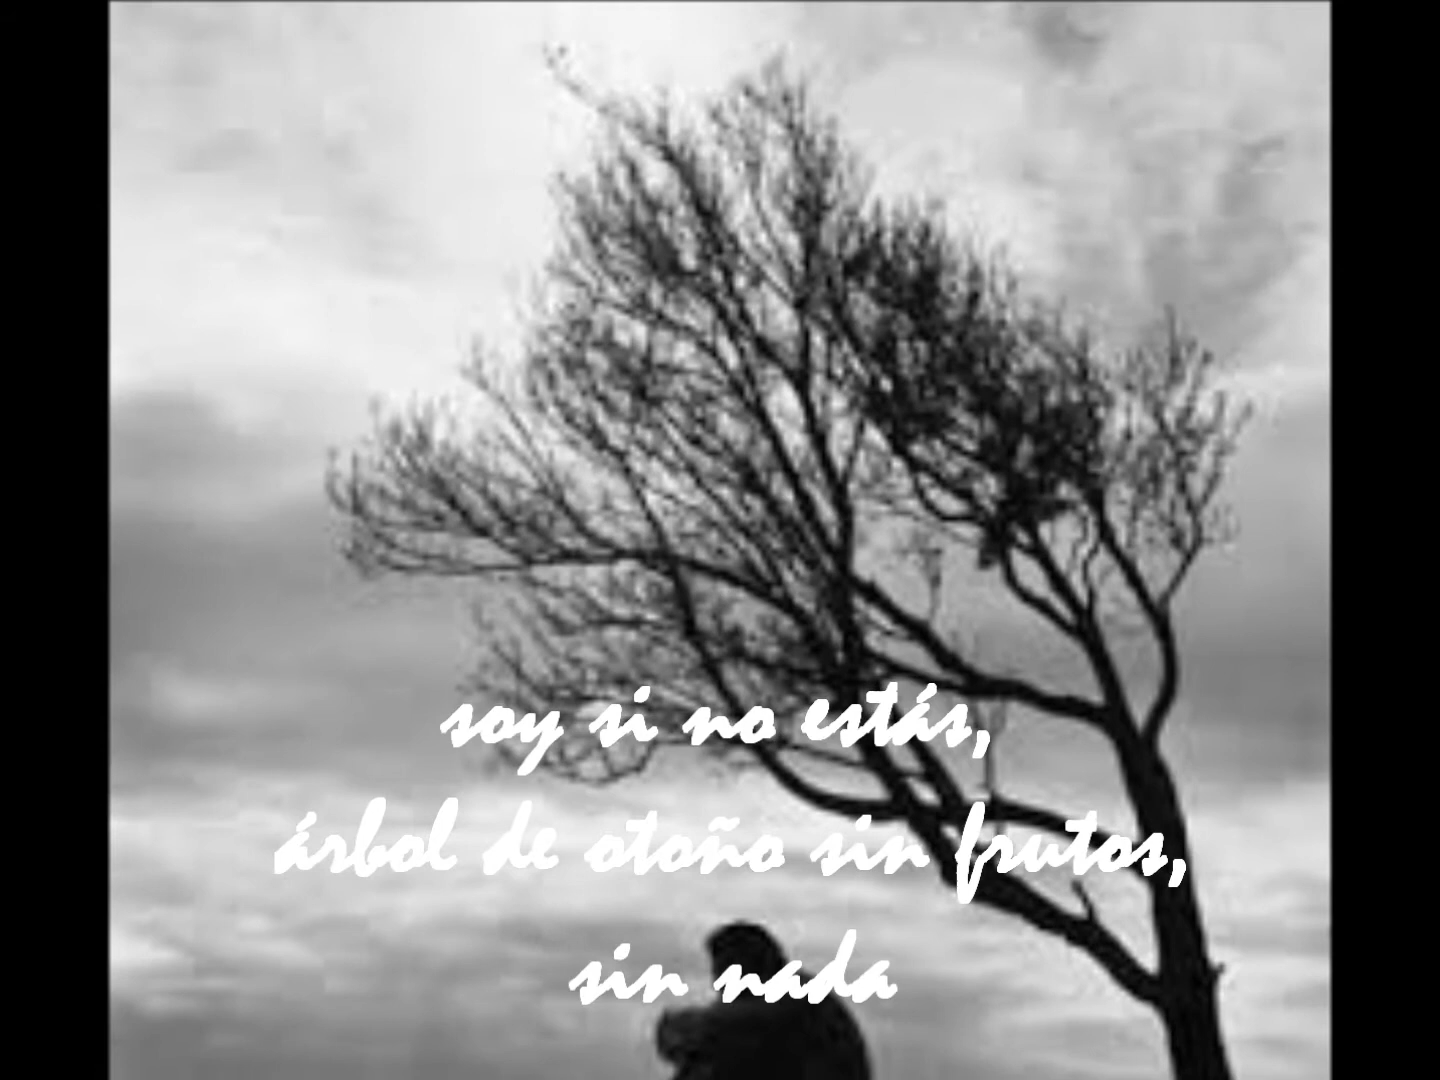 soy si no estás,
árbol de otoño sin frutos,
sin nada